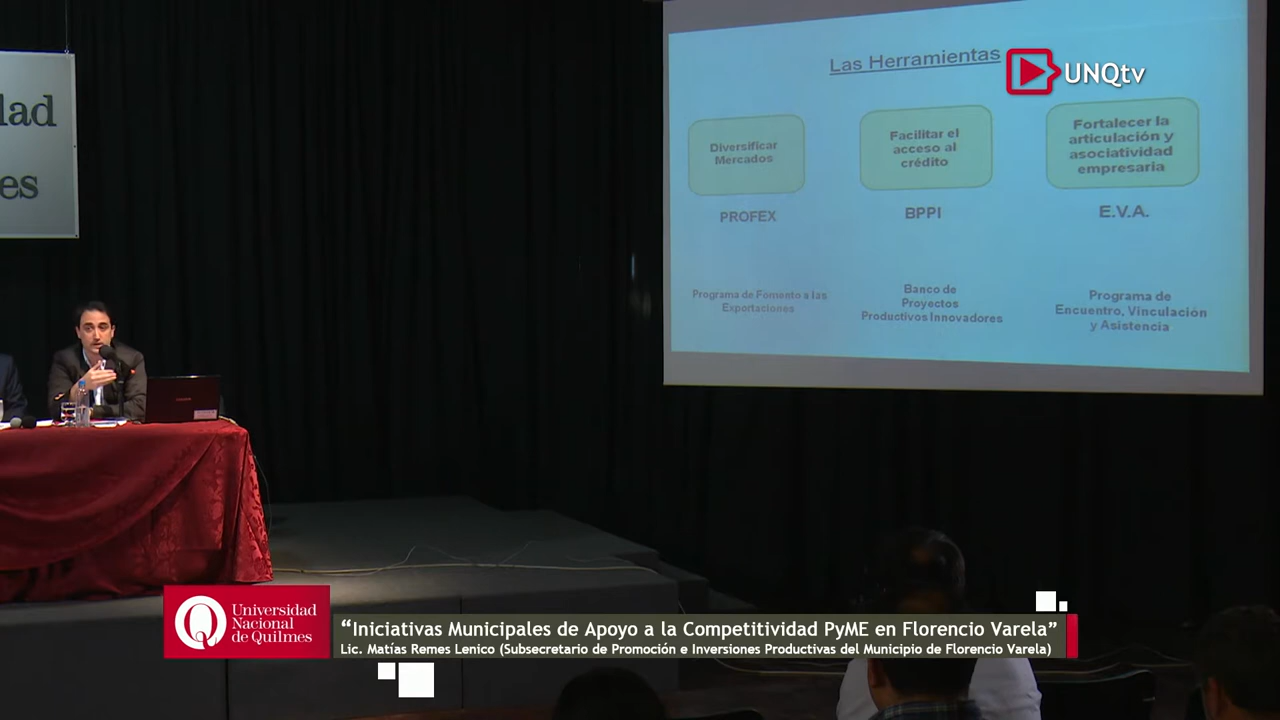 dad
es
Las Herramientas
UNQtv
Diversificar
Mercados
Facilitar el
acceso al
crédito
Fortalecer la
articulación y
asociatividad
empresaria
PROFEX
BPPI
E.V.A.
Programa de Fomento a las
Exportaciones
Banco de
Proyectos
Productivos Innovadores
Programa de
Encuentro, Vinculación
y Asistencia
Universidad
Nacional
de Quilmes
“Iniciativas Municipales de Apoyo a la Competitividad PyME en Florencio Varela”
Lic. Matías Remes Lenico (Subsecretario de Promoción e Inversiones Productivas del Municipio de Florencio Varela)